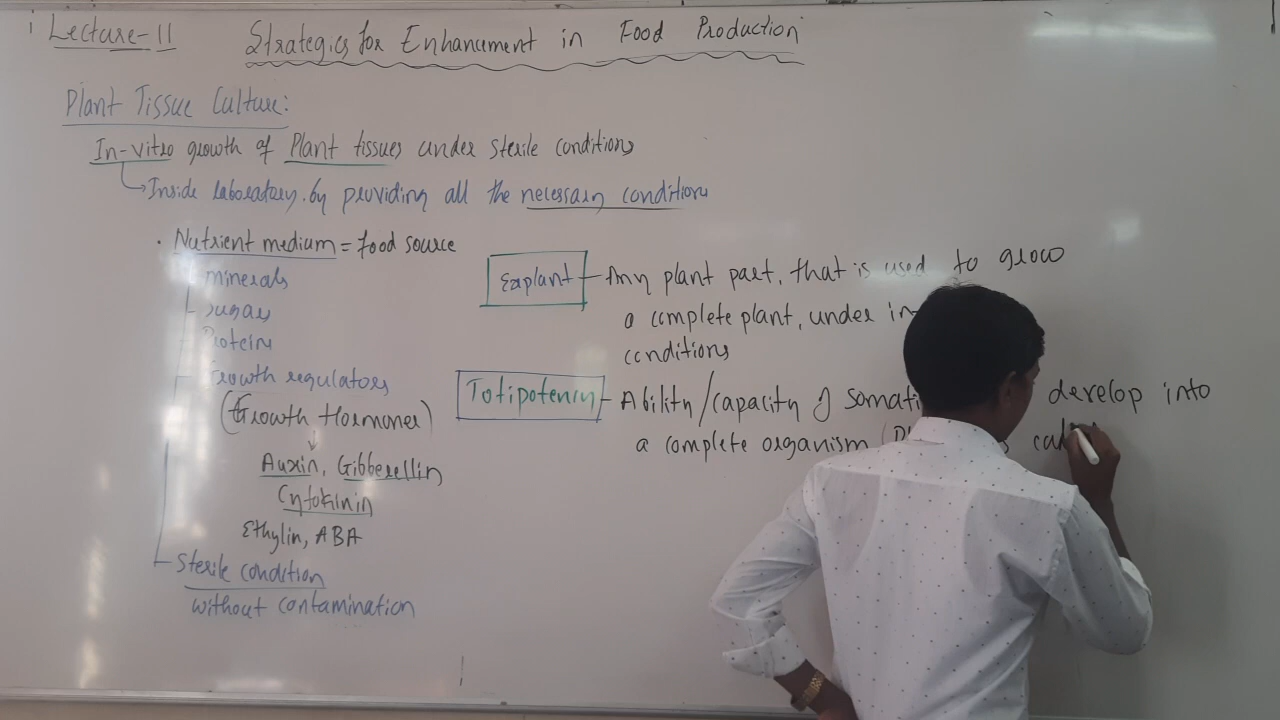 Lecture-11
Strategies for Enhancement in Food Production
Plant Tissue Culture:
In-vitro growth of Plant tissues under sterile conditions
Inside laboratory by providing all the necessary conditions
Nutrient medium = food source
minerals
sugars
Proteins
Growth regulators
(Growth Hormones)
Auxin, Gibberellin
Cytokinin
Ethylin, ABA
Sterile condition
without contamination
Explant - Any plant part, that is used to grow
a complete plant, under in-
conditions
Totipotency - Ability/capacity of somati develop into
a complete organism (Pl